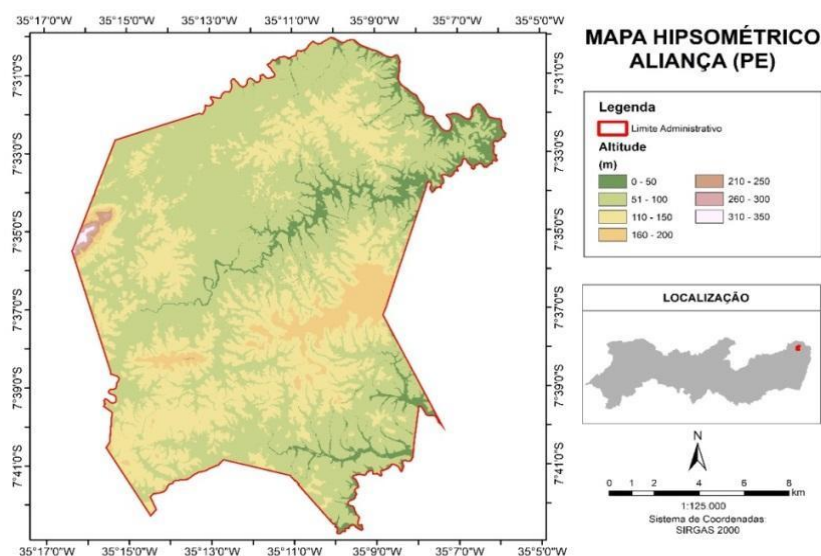 35°17'0"O 35°15'0"O 35°13'0"O 35°11'0"O 35°9'0"O 35°7'0"O
7°31'0"S
7°33'0"S
7°35'0"S
7°37'0"S
7°39'0"S
7°41'0"S
7°31'0"S
7°33'0"S
7°35'0"S
7°37'0"S
7°39'0"S
7°41'0"S
35°17'0"O 35°15'0"O 35°13'0"O 35°11'0"O 35°9'0"O 35°7'0"O 35°5'0"O
MAPA HIPSOMÉTRICO
ALIANÇA (PE)
Legenda
Limite Administrativo
Altitude
(m)
0 - 50 210 - 250
51 - 100 260 - 300
110 - 150 310 - 350
160 - 200
LOCALIZAÇÃO
N
0 1 2 4 6 8
km
1:125.000
Sistema de Coordenadas
SIRGAS 2000